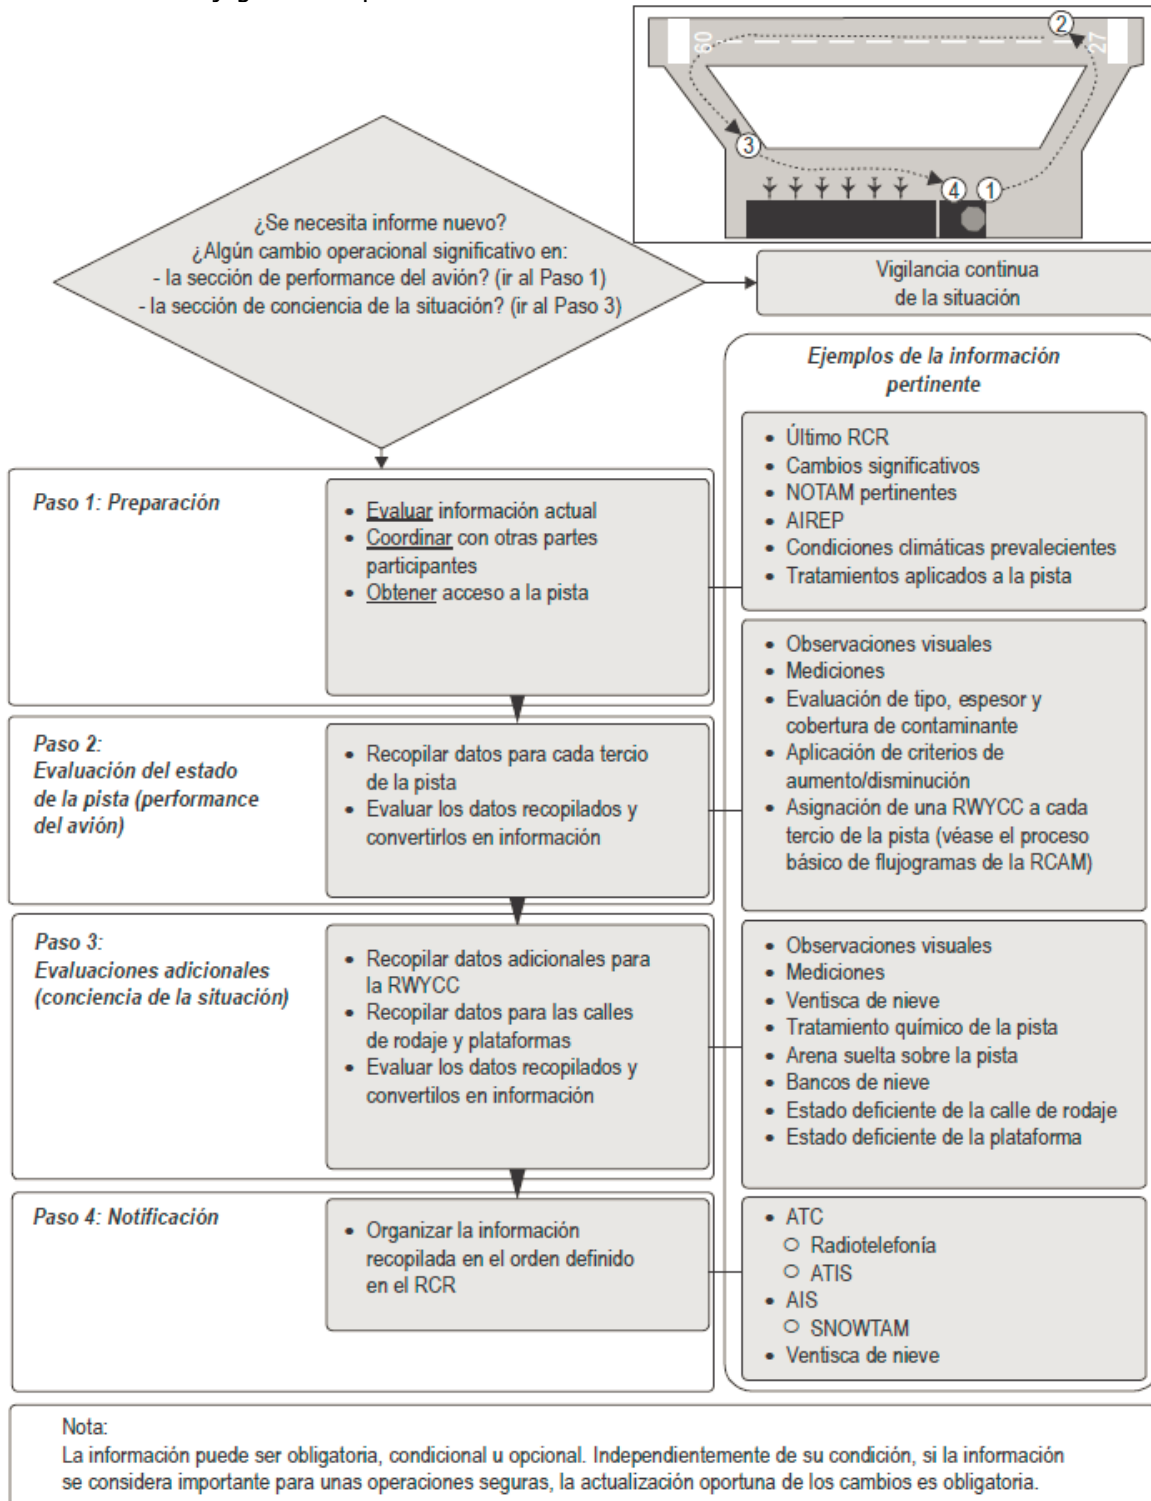 2
60
27
3
4
1
¿Se necesita informe nuevo?
¿Algún cambio operacional significativo en:
- la sección de performance del avión? (ir al Paso 1)
- la sección de conciencia de la situación? (ir al Paso 3)
Vigilancia continua
de la situación
Ejemplos de la información
pertinente
Paso 1: Preparación
• Evaluar información actual
• Coordinar con otras partes
participantes
• Obtener acceso a la pista
• Último RCR
• Cambios significativos
• NOTAM pertinentes
• AIREP
• Condiciones climáticas prevalecientes
• Tratamientos aplicados a la pista
Paso 2:
Evaluación del estado
de la pista (performance
del avión)
• Recopilar datos para cada tercio
de la pista
• Evaluar los datos recopilados y
convertirlos en información
• Observaciones visuales
• Mediciones
• Evaluación de tipo, espesor y
cobertura de contaminante
• Aplicación de criterios de
aumento/disminución
• Asignación de una RWYCC a cada
tercio de la pista (véase el proceso
básico de flujogramas de la RCAM)
Paso 3:
Evaluaciones adicionales
(conciencia de la situación)
• Recopilar datos adicionales para
la RWYCC
• Recopilar datos para las calles
de rodaje y plataformas
• Evaluar los datos recopilados y
convertilos en información
• Observaciones visuales
• Mediciones
• Ventisca de nieve
• Tratamiento químico de la pista
• Arena suelta sobre la pista
• Bancos de nieve
• Estado deficiente de la calle de rodaje
• Estado deficiente de la plataforma
Paso 4: Notificación
• Organizar la información
recopilada en el orden definido
en el RCR
• ATC
○ Radiotelefonía
○ ATIS
• AIS
○ SNOWTAM
• Ventisca de nieve
Nota:
La información puede ser obligatoria, condicional u opcional. Independientemente de su condición, si la información
se considera importante para unas operaciones seguras, la actualización oportuna de los cambios es obligatoria.